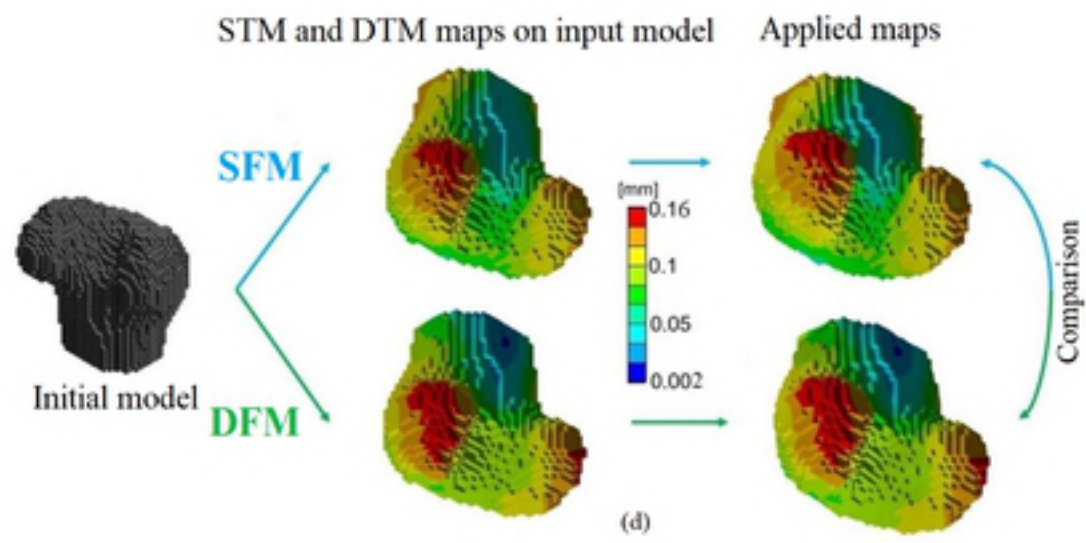 STM and DTM maps on input model
Applied maps
SFM
[mm]
0.16
0.1
0.05
0.002
Initial model
DFM
Comparison
(d)